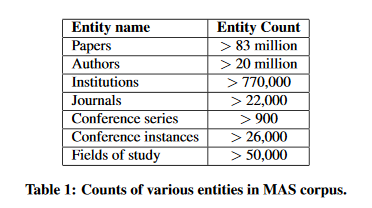 Entity name Entity Count
Papers > 83 million
Authors > 20 million
Institutions > 770,000
Journals > 22,000
Conference series > 900
Conference instances > 26,000
Fields of study > 50,000
Table 1: Counts of various entities in MAS corpus.